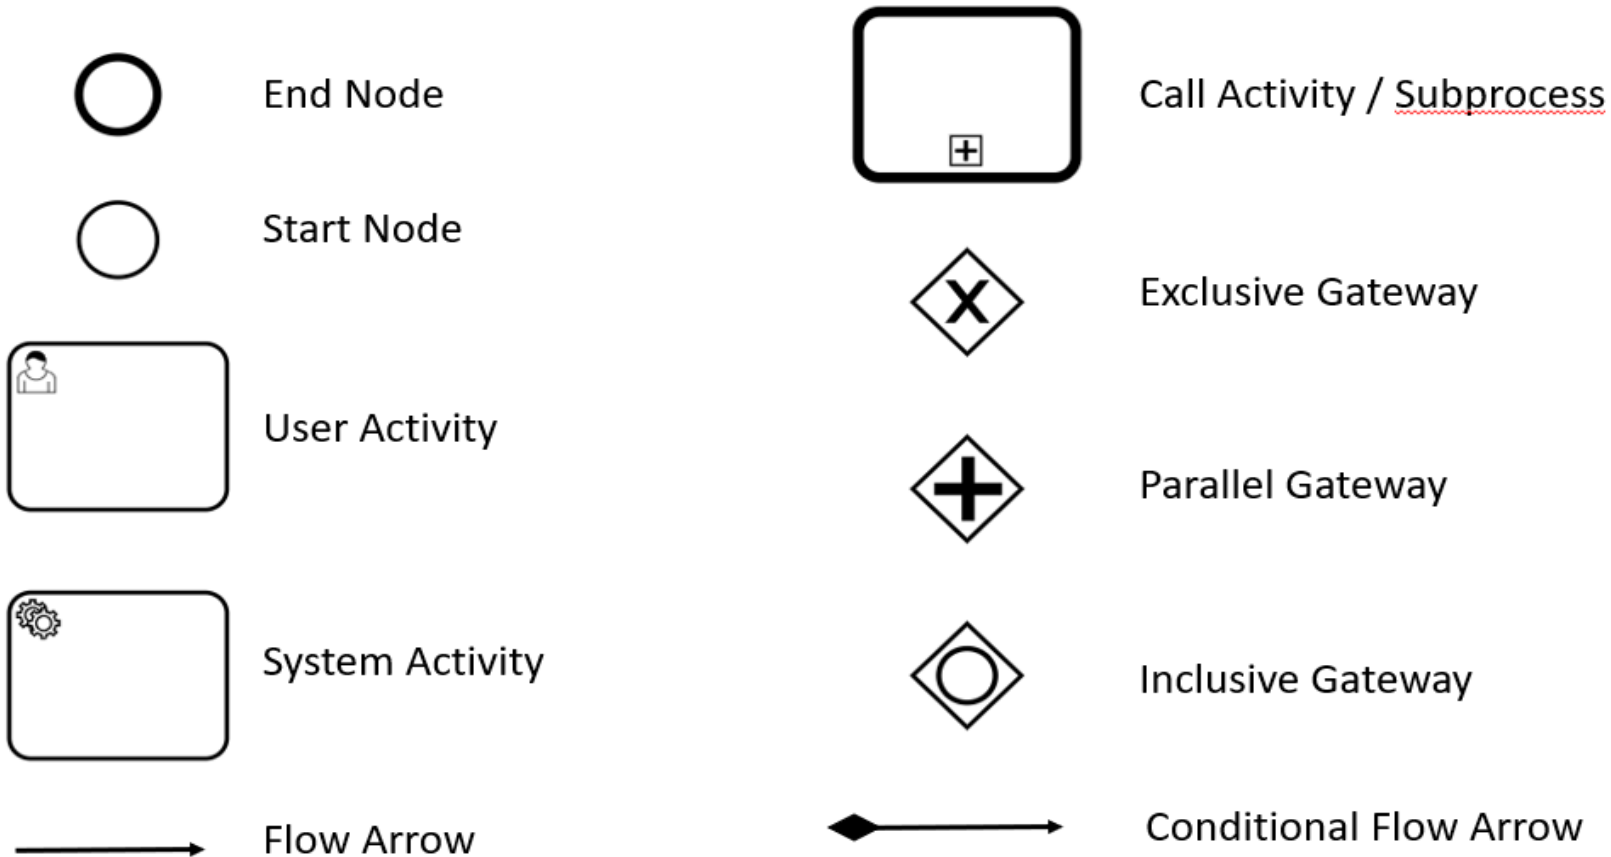 End Node
Start Node
User Activity
System Activity
Flow Arrow
Call Activity / Subprocess
Exclusive Gateway
Parallel Gateway
Inclusive Gateway
Conditional Flow Arrow